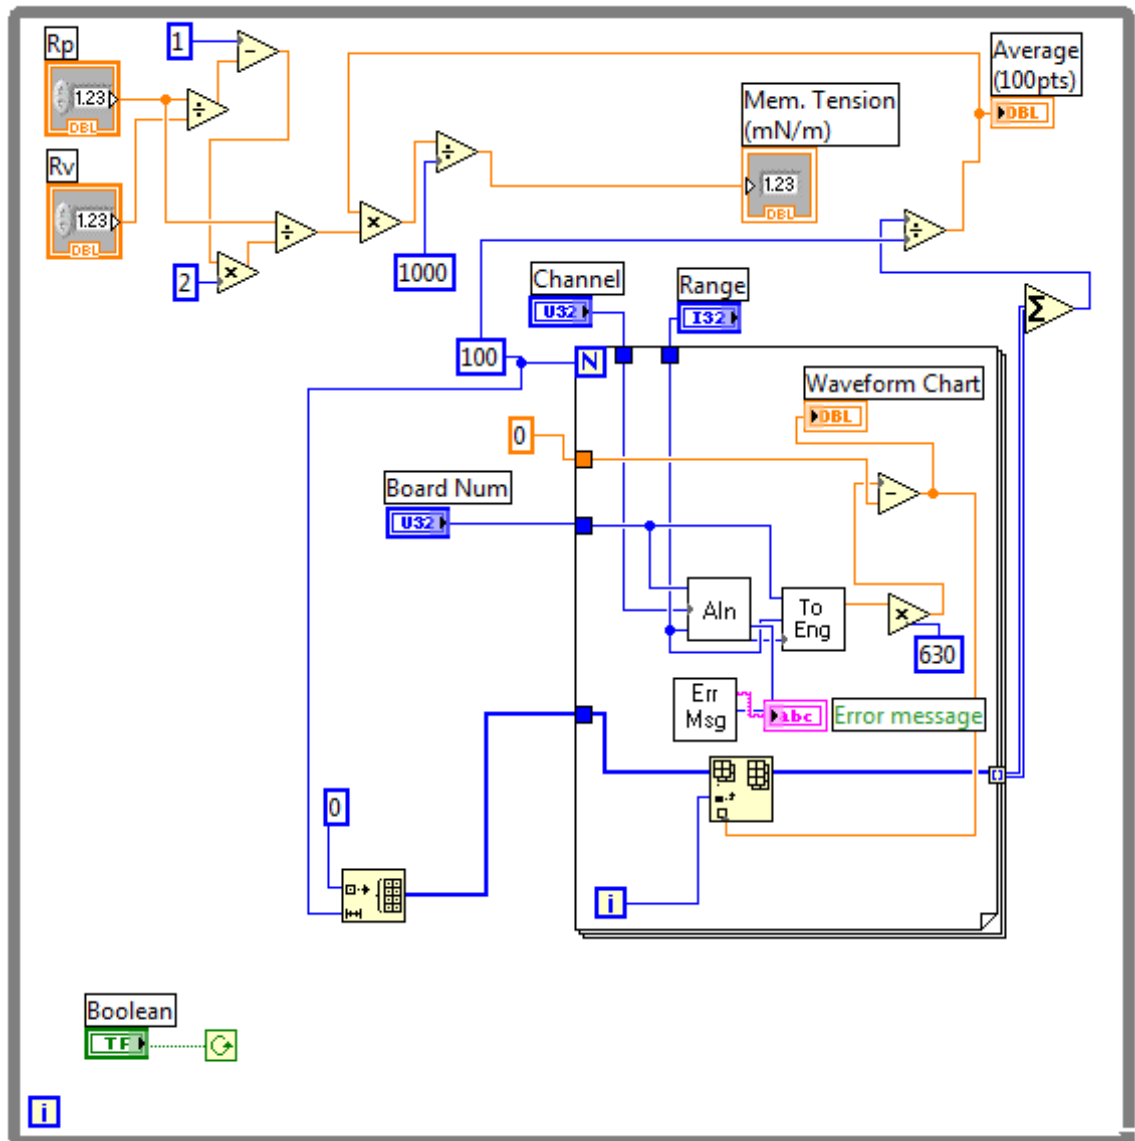 Rp
1
1.23
DBL
Average
(100pts)
DBL
Mem. Tension
(mN/m)
1.23
DBL
Rv
1.23
DBL
2
1000
Channel
U32
Range
I32
100
N
Waveform Chart
DBL
0
Board Num
U32
AIn
To
Eng
630
Err
Msg
abc
Error message
0
i
Boolean
TF
i